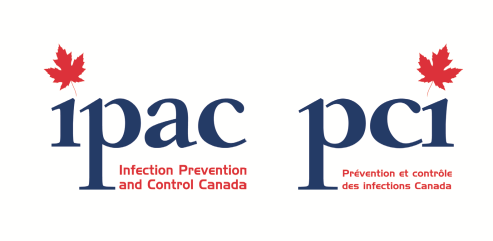 ipac
Infection Prevention
and Control Canada
pci
Prévention et contrôle
des infections Canada